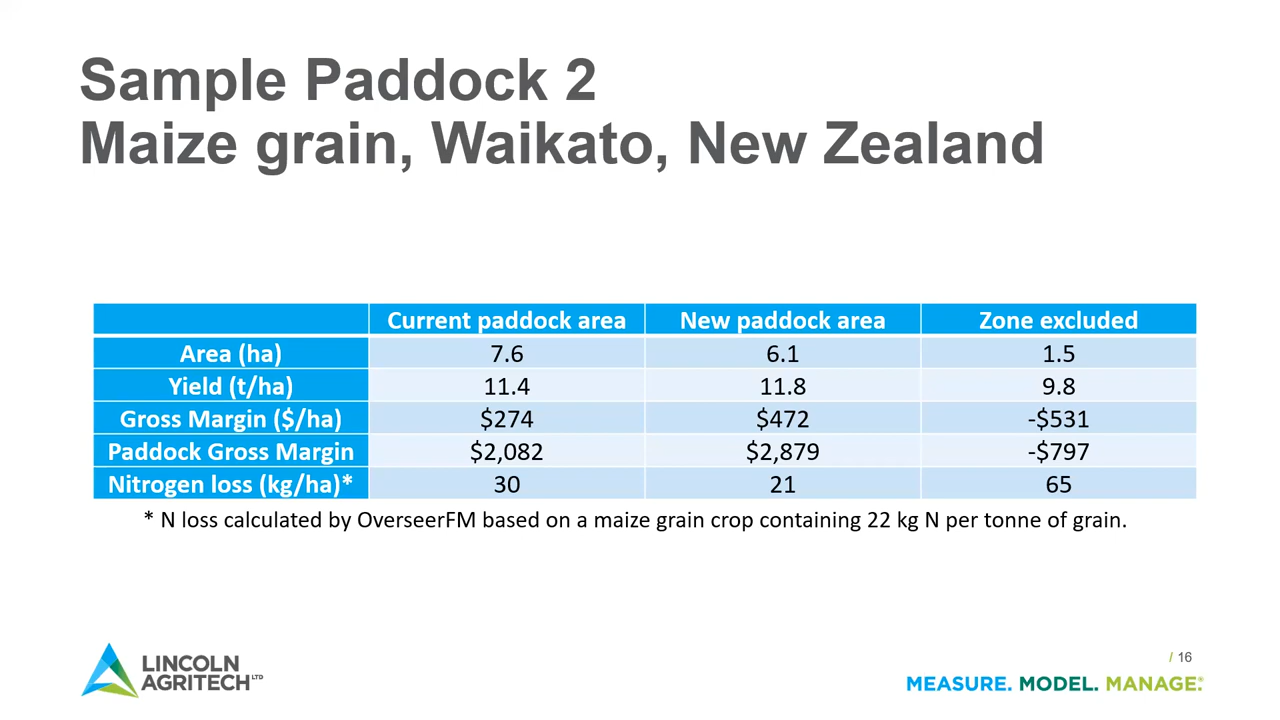 Sample Paddock 2
Maize grain, Waikato, New Zealand
Current paddock area New paddock area Zone excluded
Area (ha) 7.6 6.1 1.5
Yield (t/ha) 11.4 11.8 9.8
Gross Margin ($/ha) $274 $472 -$531
Paddock Gross Margin $2,082 $2,879 -$797
Nitrogen loss (kg/ha)* 30 21 65
* N loss calculated by OverseerFM based on a maize grain crop containing 22 kg N per tonne of grain.
LINCOLN
AGRITECH LTD
/ 16
MEASURE. MODEL. MANAGE.®